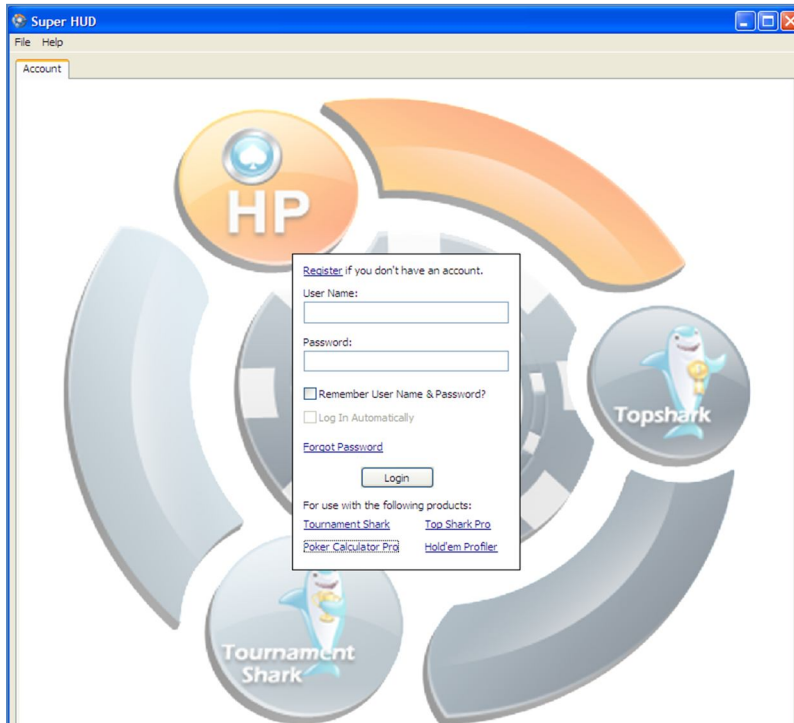 Super HUD
File Help
Account
HP
Register if you don't have an account.
User Name:
Password:
Remember User Name & Password?
Log In Automatically
Forgot Password
Login
For use with the following products:
Tournament Shark Top Shark Pro
Poker Calculator Pro Hold'em Profiler
Topshark
Tournament
Shark